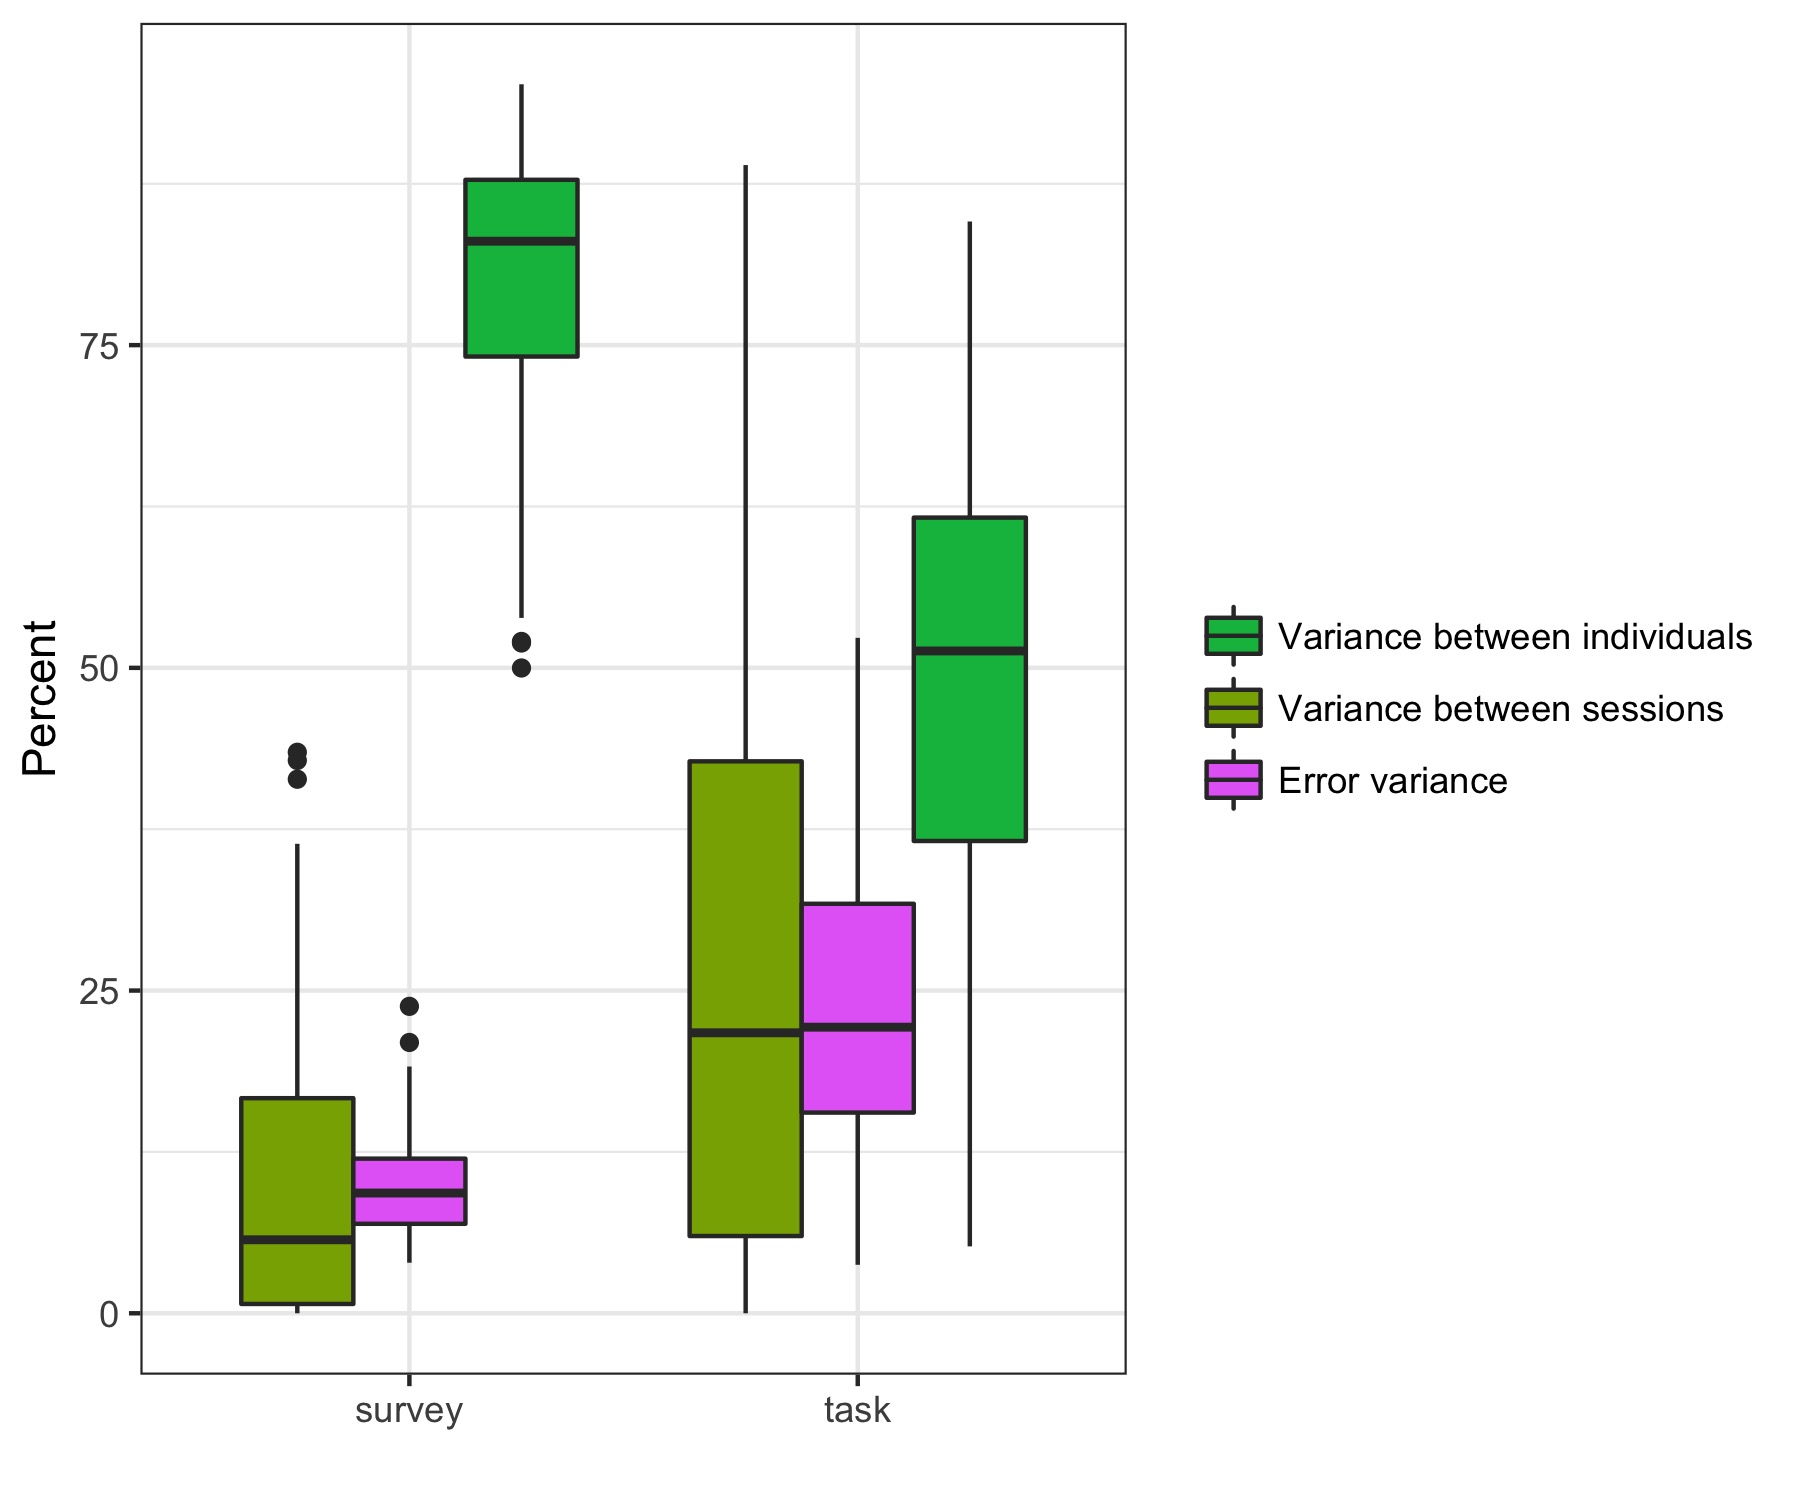 Percent
75
50
25
0
survey
task
Variance between individuals
Variance between sessions
Error variance